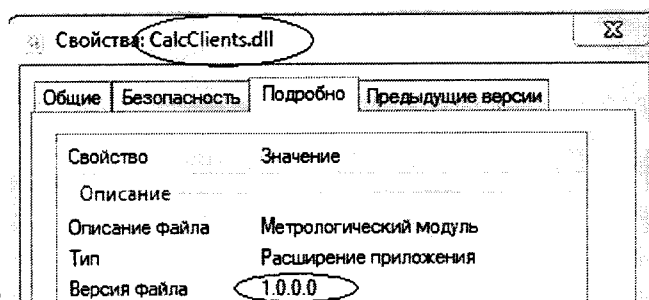 Свойства: CalcClients.dll
Общие Безопасность Подробно Предыдущие версии
Свойство Значение
Описание
Описание файла Метрологический модуль
Тип Расширение приложения
Версия файла 1.0.0.0